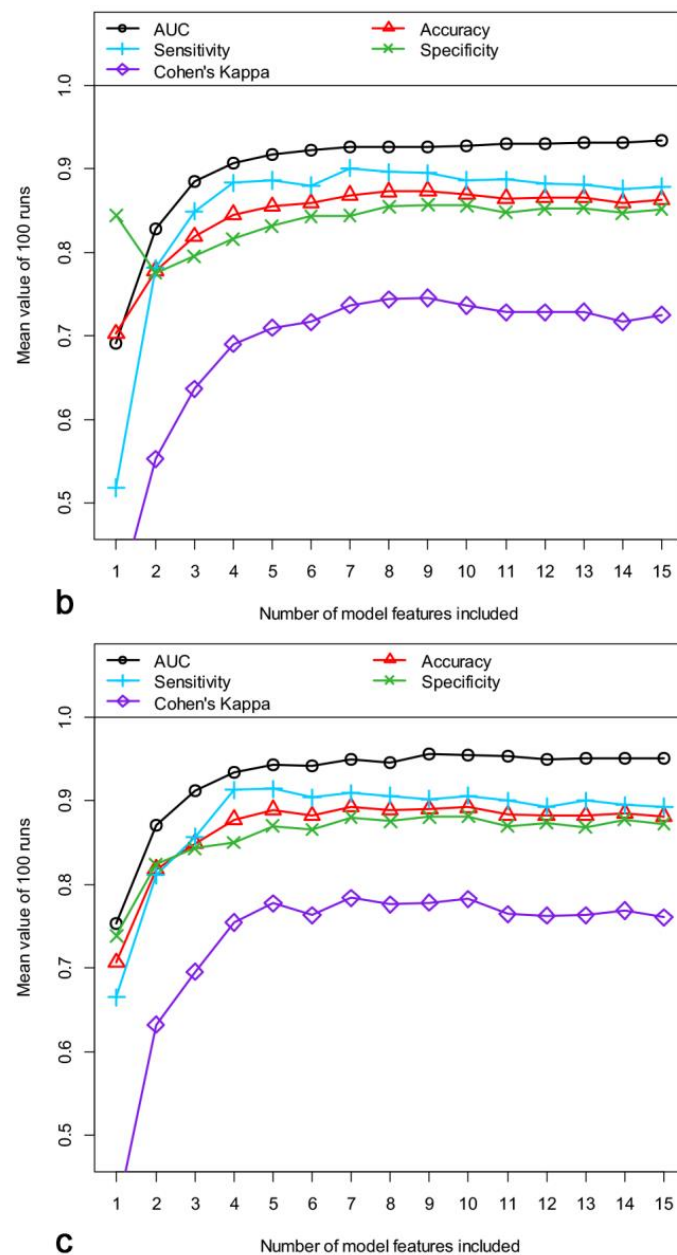 AUC Accuracy
Sensitivity Specificity
Cohen's Kappa
1.0
0.9
0.8
0.7
0.6
0.5
Mean value of 100 runs
1 2 3 4 5 6 7 8 9 10 11 12 13 14 15
b Number of model features included
AUC Accuracy
Sensitivity Specificity
Cohen's Kappa
1.0
0.9
0.8
0.7
0.6
0.5
Mean value of 100 runs
1 2 3 4 5 6 7 8 9 10 11 12 13 14 15
c Number of model features included